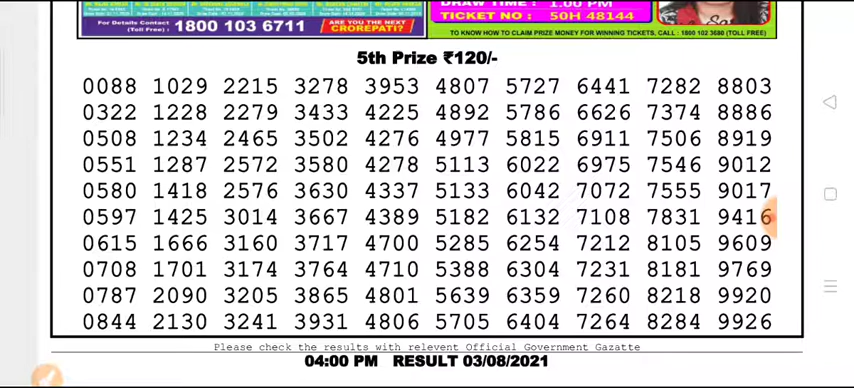 For Details Contact (Toll Free): 1800 103 6711
ARE YOU THE NEXT
CROREPATI?
DRAW TIME : 1.00 PM
TICKET NO : 50H 48144
TO KNOW HOW TO CLAIM PRIZE MONEY FOR WINNING TICKETS, CALL : 1800 102 3680 (TOLL FREE)
5th Prize ₹120/-
0088 1029 2215 3278 3953 4807 5727 6441 7282 8803
0322 1228 2279 3433 4225 4892 5786 6626 7374 8886
0508 1234 2465 3502 4276 4977 5815 6911 7506 8919
0551 1287 2572 3580 4278 5113 6022 6975 7546 9012
0580 1418 2576 3630 4337 5133 6042 7072 7555 9017
0597 1425 3014 3667 4389 5182 6132 7108 7831 9416
0615 1666 3160 3717 4700 5285 6254 7212 8105 9609
0708 1701 3174 3764 4710 5388 6304 7231 8181 9769
0787 2090 3205 3865 4801 5639 6359 7260 8218 9920
0844 2130 3241 3931 4806 5705 6404 7264 8284 9926
Please check the results with relevent Official Government Gazatte
04:00 PM RESULT 03/08/2021